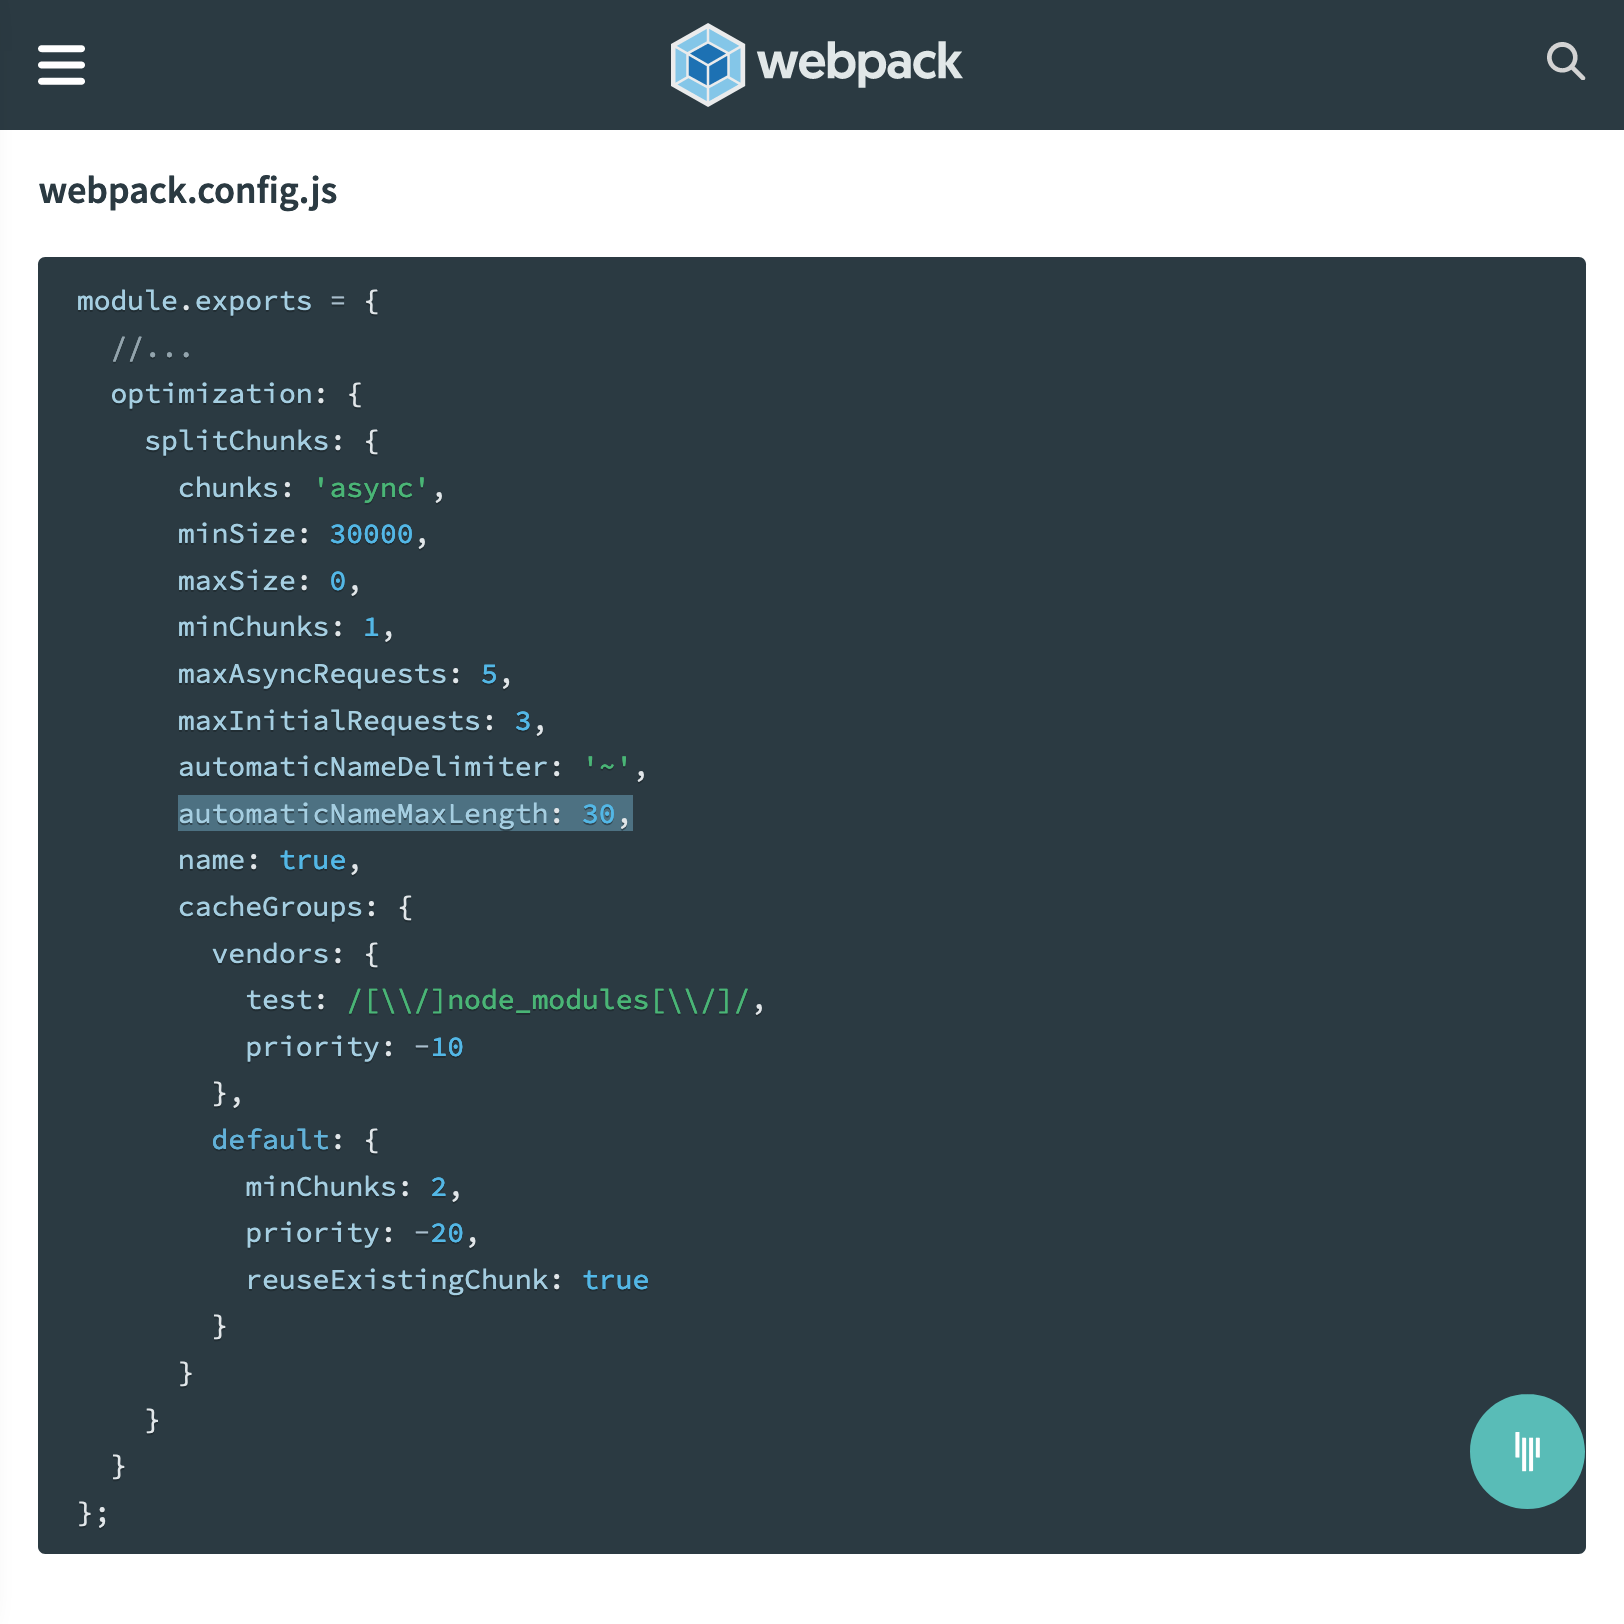 webpack
webpack.config.js
module.exports = {
  //...
  optimization: {
    splitChunks: {
      chunks: 'async',
      minSize: 30000,
      maxSize: 0,
      minChunks: 1,
      maxAsyncRequests: 5,
      maxInitialRequests: 3,
      automaticNameDelimiter: '~',
      automaticNameMaxLength: 30,
      name: true,
      cacheGroups: {
        vendors: {
          test: /[\\/]node_modules[\\/]/,
          priority: -10
        },
        default: {
          minChunks: 2,
          priority: -20,
          reuseExistingChunk: true
        }
      }
    }
  }
};